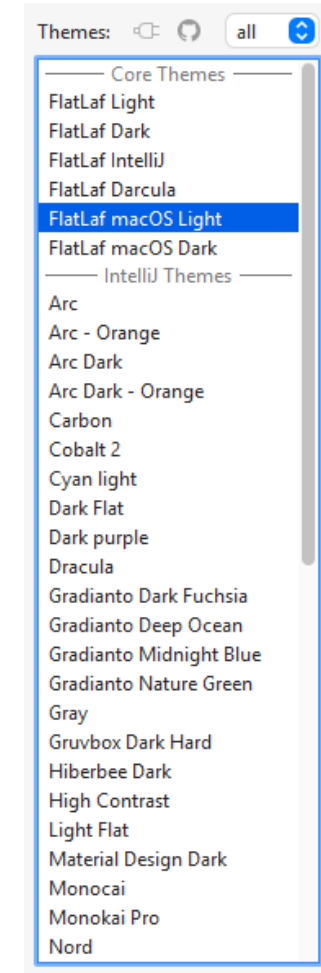 Themes: all
Core Themes
FlatLaf Light
FlatLaf Dark
FlatLaf IntelliJ
FlatLaf Darcula
FlatLaf macOS Light
FlatLaf macOS Dark
IntelliJ Themes
Arc
Arc - Orange
Arc Dark
Arc Dark - Orange
Carbon
Cobalt 2
Cyan light
Dark Flat
Dark purple
Dracula
Gradianto Dark Fuchsia
Gradianto Deep Ocean
Gradianto Midnight Blue
Gradianto Nature Green
Gray
Gruvbox Dark Hard
Hiberbee Dark
High Contrast
Light Flat
Material Design Dark
Monocai
Monokai Pro
Nord